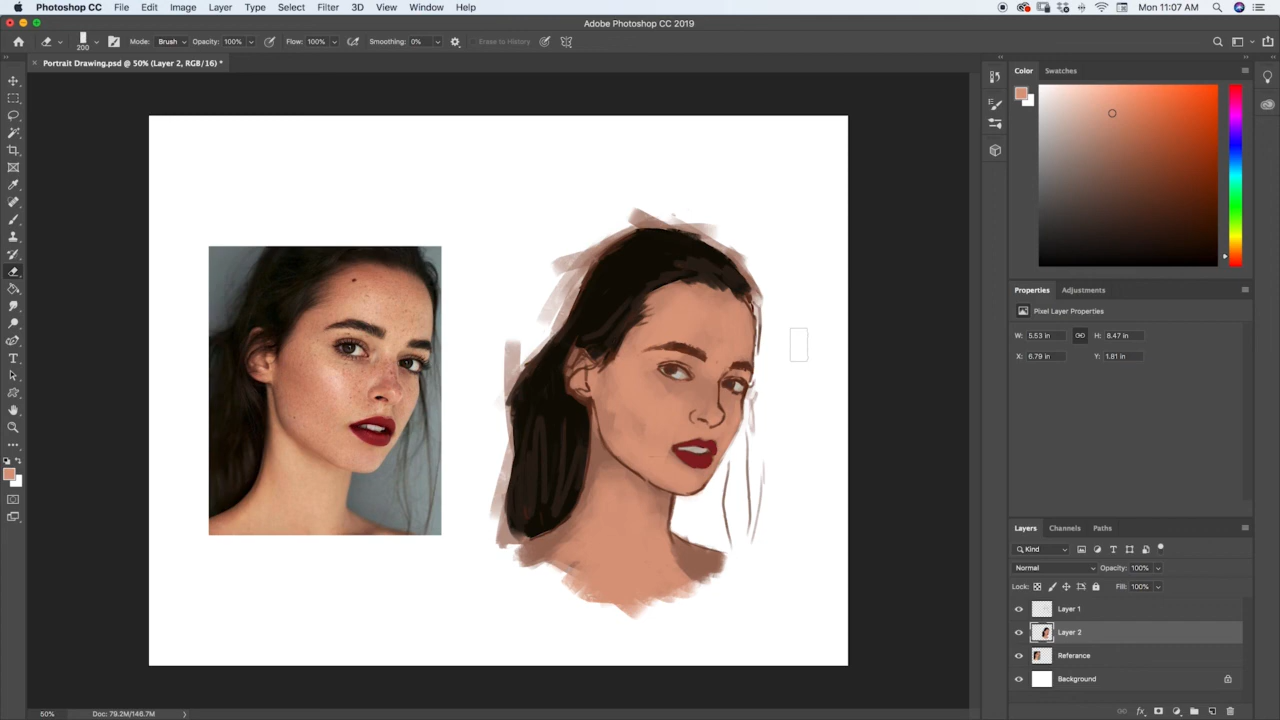 Photoshop CC File Edit Image Layer Type Select Filter 3D View Window Help Mon 11:07 AM
Adobe Photoshop CC 2019
200 Mode: Brush Opacity: 100% Flow: 100% Smoothing: 0% Erase to History
Portrait Drawing.psd @ 50% (Layer 2, RGB/16) *
Color Swatches
Properties Adjustments
Pixel Layer Properties
W: 5.53 in H: 8.47 in
X: 6.79 in Y: 1.81 in
Layers Channels Paths
Kind
Normal Opacity: 100%
Lock: Fill: 100%
Layer 1
Layer 2
Referance
Background
50% Doc: 79.2M/146.7M